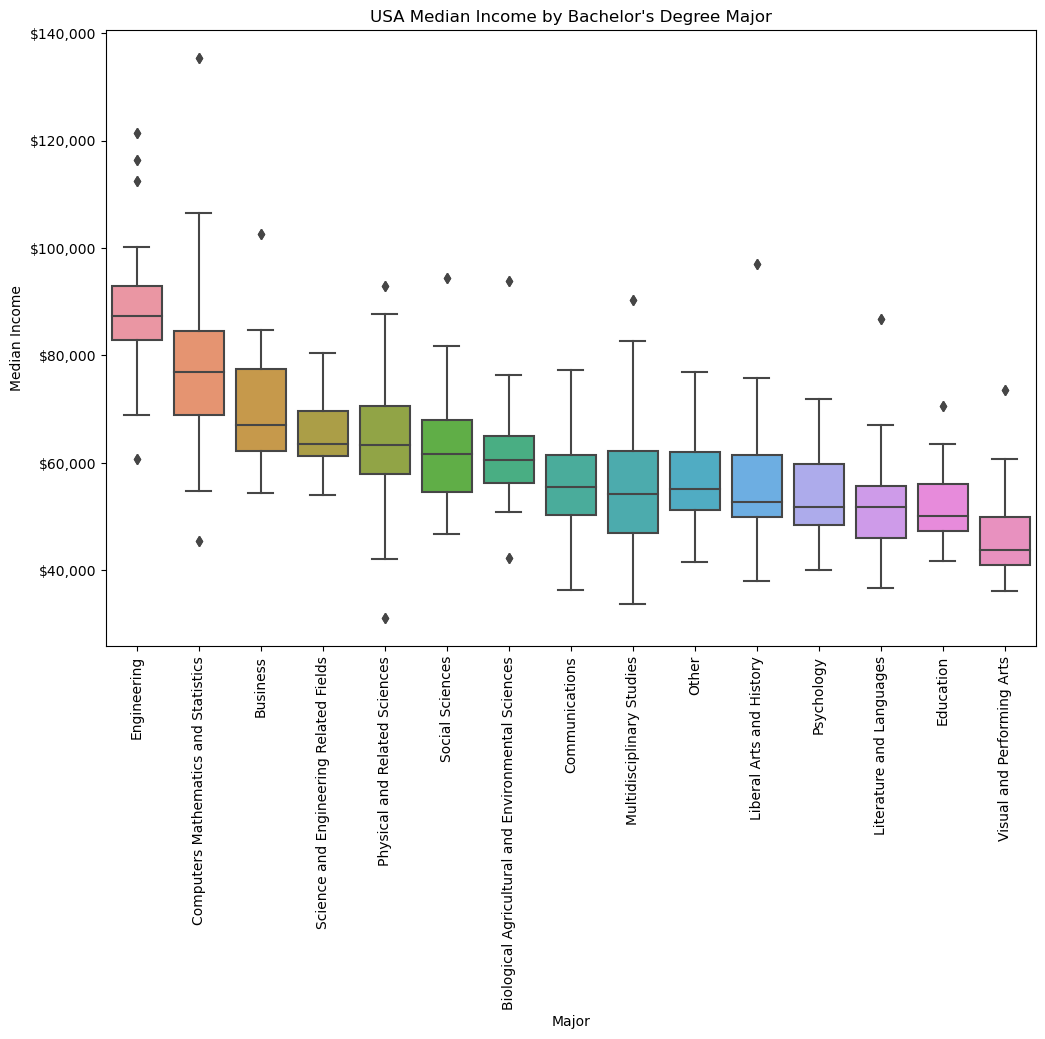 USA Median Income by Bachelor's Degree Major
Median Income
$140,000
$120,000
$100,000
$80,000
$60,000
$40,000
Engineering
Computers Mathematics and Statistics
Business
Science and Engineering Related Fields
Physical and Related Sciences
Social Sciences
Biological Agricultural and Environmental Sciences
Communications
Multidisciplinary Studies
Other
Liberal Arts and History
Psychology
Literature and Languages
Education
Visual and Performing Arts
Major